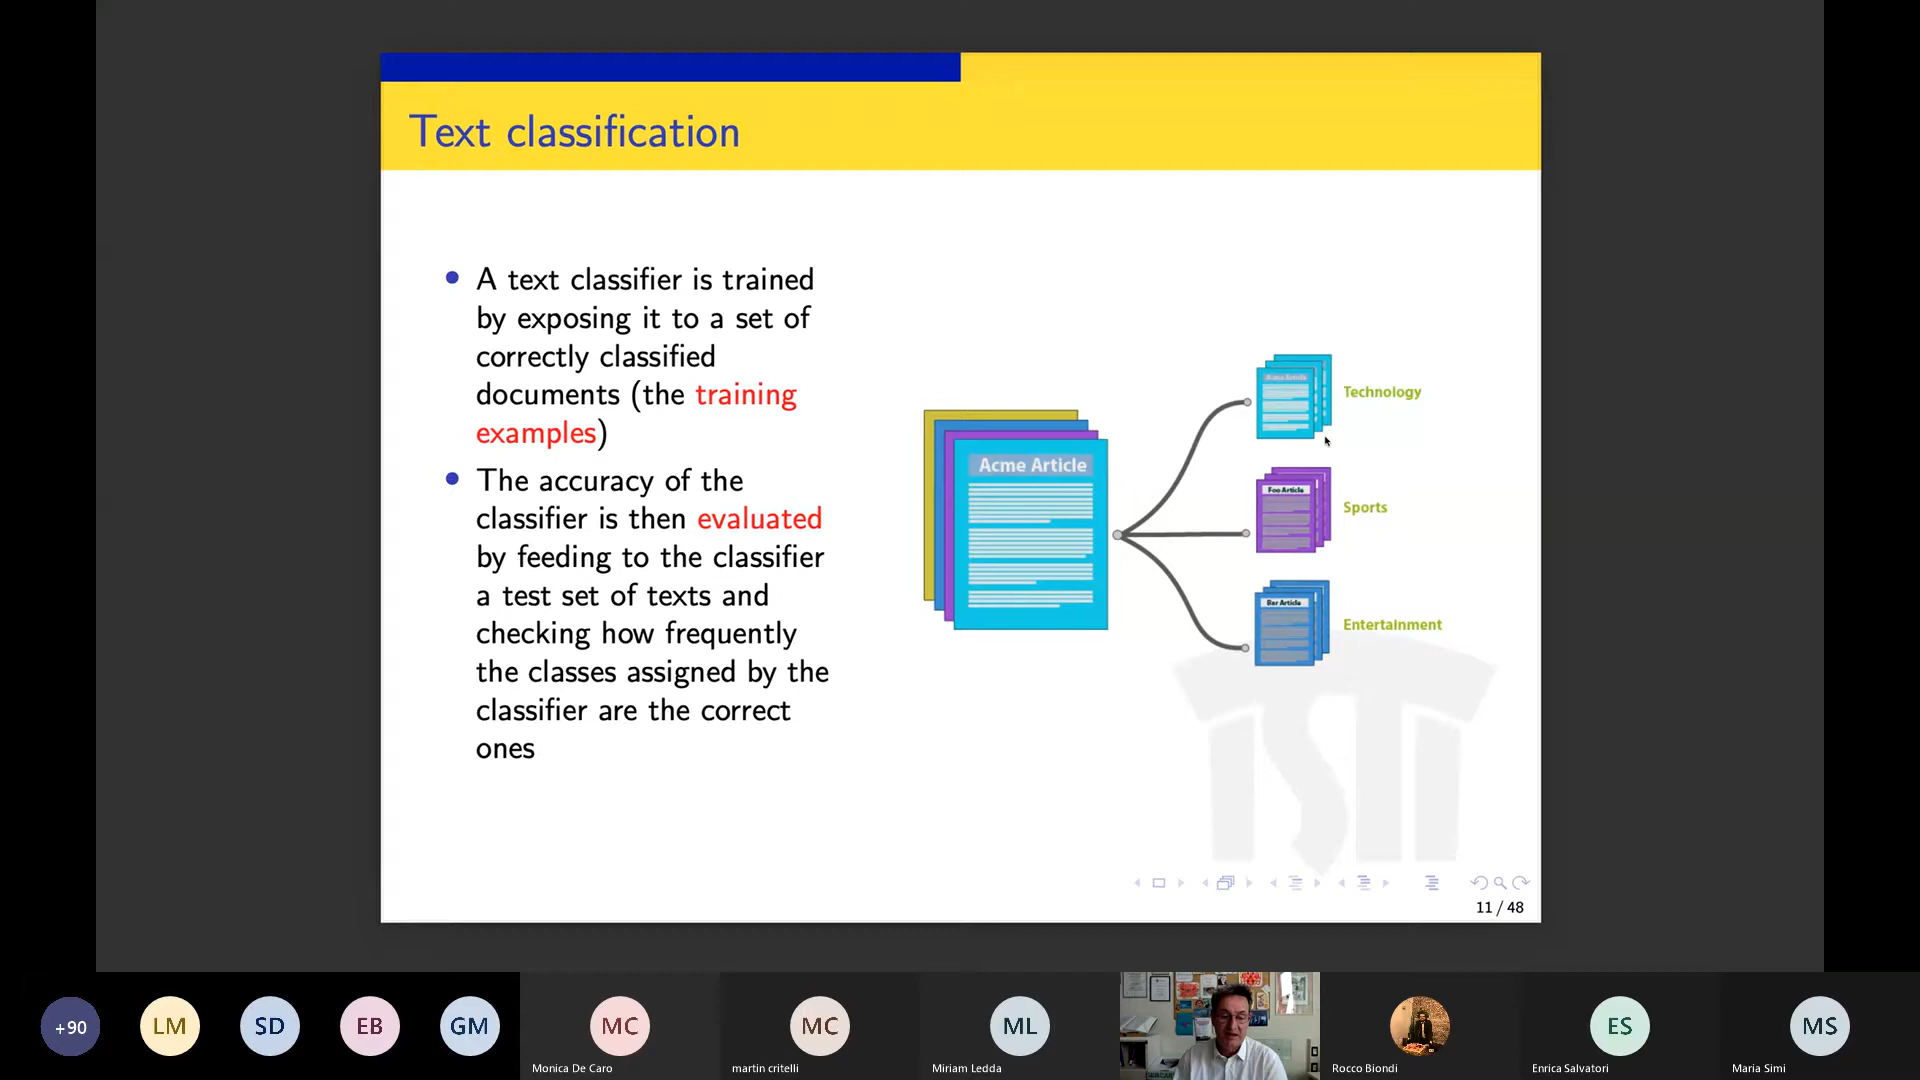 Text classification
A text classifier is trained
by exposing it to a set of
correctly classified
documents (the training
examples)
The accuracy of the
classifier is then evaluated
by feeding to the classifier
a test set of texts and
checking how frequently
the classes assigned by the
classifier are the correct
ones
Acme Article
Acme Article
Technology
Foo Article
Sports
Bar Article
Entertainment
ISTI
11 / 48
+90
LM
SD
EB
GM
MC
MC
ML
ES
MS
Monica De Caro
martin critelli
Miriam Ledda
Rocco Biondi
Enrica Salvatori
Maria Simi